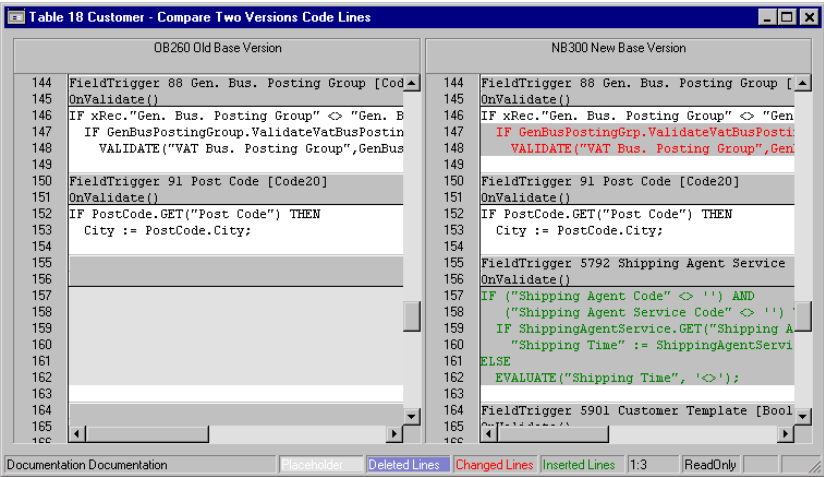 Table 18 Customer - Compare Two Versions Code Lines
OB260 Old Base Version
144 FieldTrigger 88 Gen. Bus. Posting Group [Cod
145 OnValidate()
146 IF xRec."Gen. Bus. Posting Group" <> "Gen. B
147 IF GenBusPostingGroup.ValidateVatBusPostin
148 VALIDATE("VAT Bus. Posting Group",GenBus
149
150 FieldTrigger 91 Post Code [Code20]
151 OnValidate()
152 IF PostCode.GET("Post Code") THEN
153 City := PostCode.City;
154
155
156
157
158
159
160
161
162
163
164
165
166
NB300 New Base Version
144 FieldTrigger 88 Gen. Bus. Posting Group [
145 OnValidate()
146 IF xRec."Gen. Bus. Posting Group" <> "Gen
147 IF GenBusPostingGrp.ValidateVatBusPosti
148 VALIDATE("VAT Bus. Posting Group",Gen
149
150 FieldTrigger 91 Post Code [Code20]
151 OnValidate()
152 IF PostCode.GET("Post Code") THEN
153 City := PostCode.City;
154
155 FieldTrigger 5792 Shipping Agent Service
156 OnValidate()
157 IF ("Shipping Agent Code" <> '') AND
158 ("Shipping Agent Service Code" <> '')
159 IF ShippingAgentService.GET("Shipping A
160 "Shipping Time" := ShippingAgentServi
161 ELSE
162 EVALUATE("Shipping Time", '<>');
163
164 FieldTrigger 5901 Customer Template [Bool
165 OnValidate()
166
Documentation Documentation Placeholder Deleted Lines Changed Lines Inserted Lines 1:3 ReadOnly